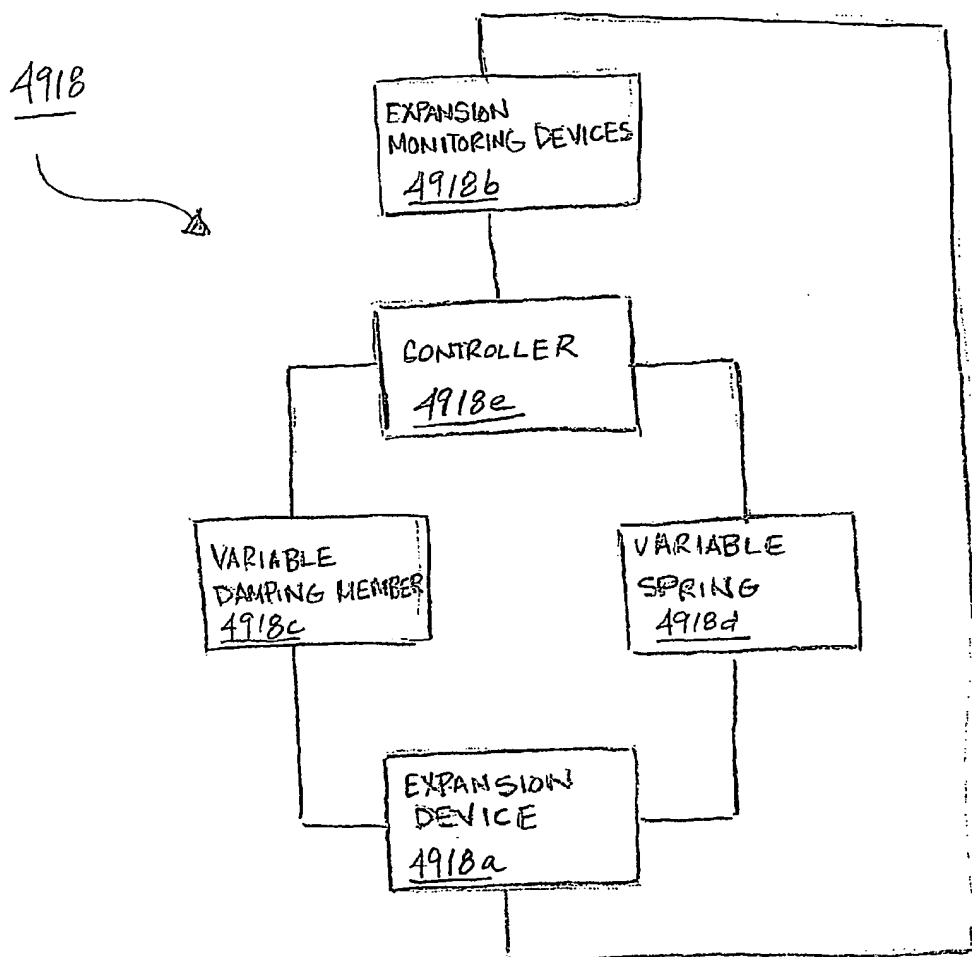 4918
EXPANSION
MONITORING DEVICES
4918b
CONTROLLER
4918e
VARIABLE
DAMPING MEMBER
4918c
VARIABLE
SPRING
4918d
EXPANSION
DEVICE
4918a